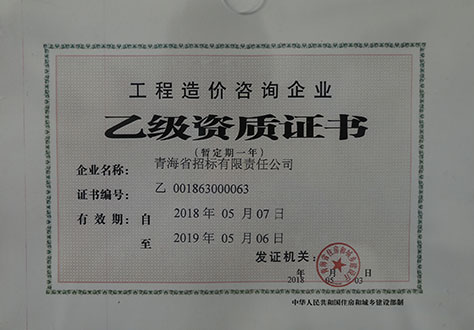 工程造价咨询企业
乙级资质证书
（暂定期一年）
企业名称：青海省招标有限责任公司
证书编号：乙 001863000063
有效期：自 2018 年 05 月 07 日
至 2019 年 05 月 06 日
发证机关：
年 月 日
2018 05 03
中华人民共和国住房和城乡建设部制